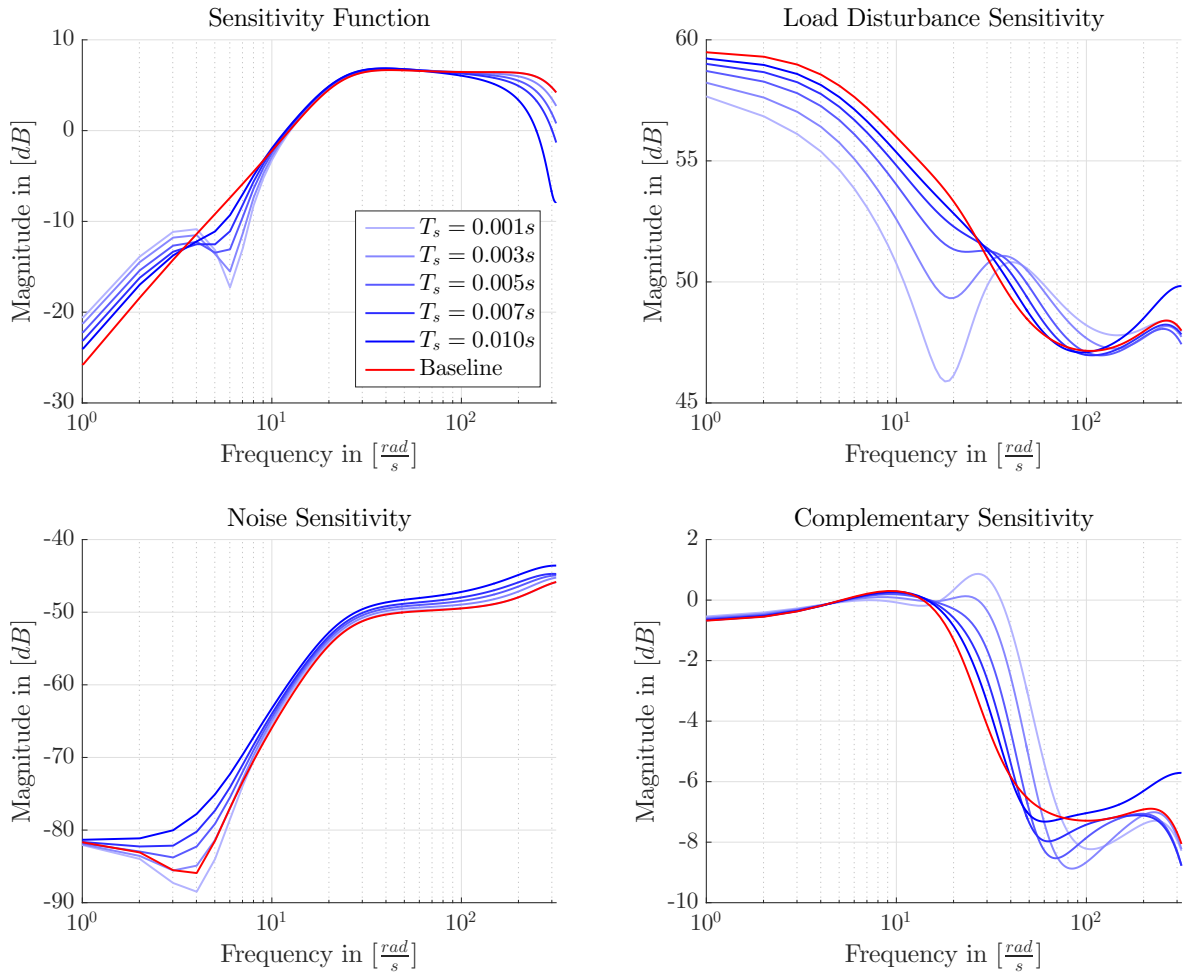 Sensitivity Function
Magnitude in [dB]
10
0
-10
-20
-30
10^0
10^1
10^2
Frequency in [rad/s]
T_s = 0.001s
T_s = 0.003s
T_s = 0.005s
T_s = 0.007s
T_s = 0.010s
Baseline
Load Disturbance Sensitivity
Magnitude in [dB]
60
55
50
45
10^0
10^1
10^2
Frequency in [rad/s]
Noise Sensitivity
Magnitude in [dB]
-40
-50
-60
-70
-80
-90
10^0
10^1
10^2
Frequency in [rad/s]
Complementary Sensitivity
Magnitude in [dB]
2
0
-2
-4
-6
-8
-10
10^0
10^1
10^2
Frequency in [rad/s]